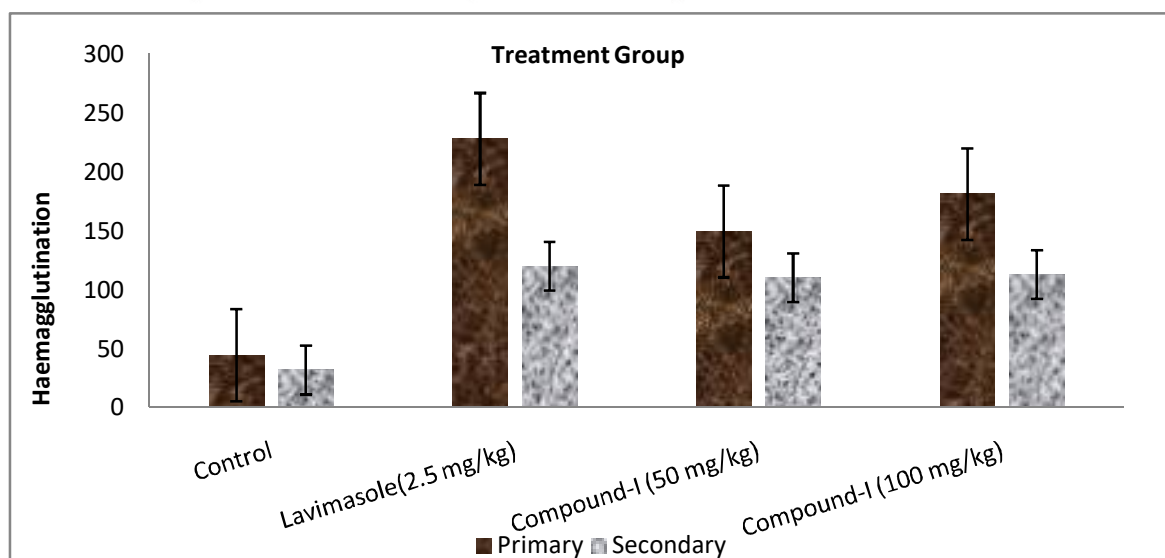 Treatment Group
300
250
200
150
100
50
0
Haemagglutination
Control
Lavimasole(2.5 mg/kg)
Compound-I (50 mg/kg)
Compound-I (100 mg/kg)
Primary Secondary